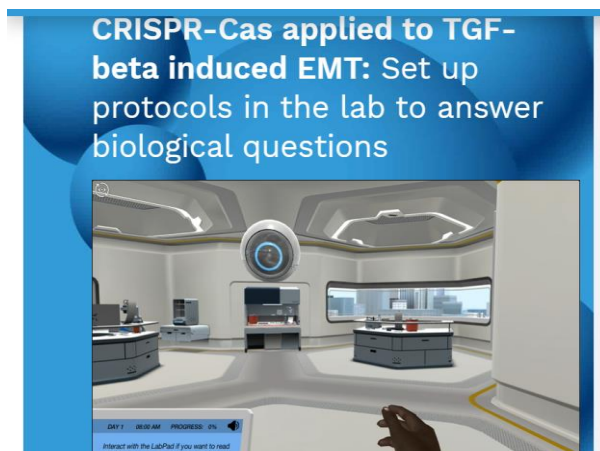 CRISPR-Cas applied to TGF-
beta induced EMT: Set up
protocols in the lab to answer
biological questions
DAY 1 08:00 AM PROGRESS: 0%
Interact with the LabPad if you want to read